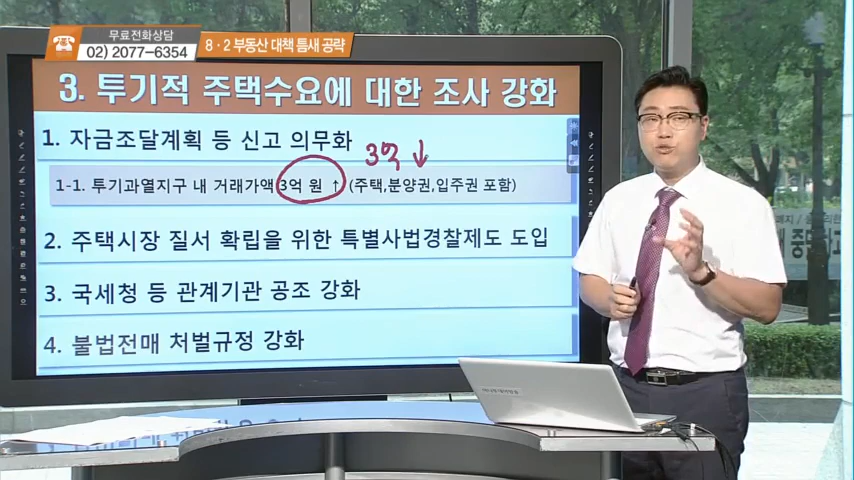 무료전화상담
02) 2077-6354
8·2 부동산 대책 틈새 공략
3. 투기적 주택수요에 대한 조사 강화
1. 자금조달계획 등 신고 의무화
3억 ↓
1-1. 투기과열지구 내 거래가액 3억 원 ↑ (주택,분양권,입주권 포함)
2. 주택시장 질서 확립을 위한 특별사법경찰제도 도입
3. 국세청 등 관계기관 공조 강화
4. 불법전매 처벌규정 강화